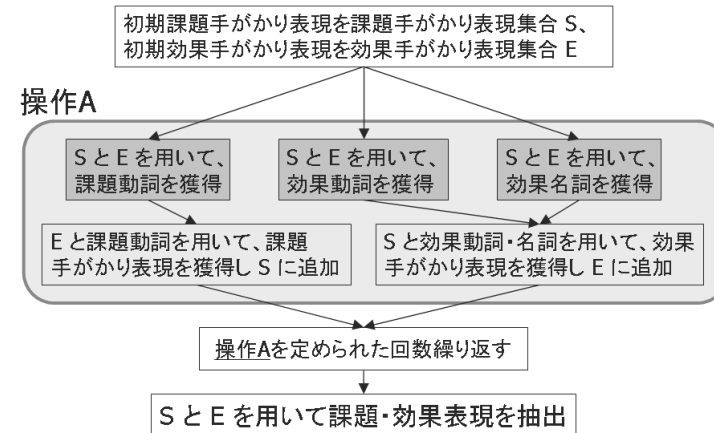 初期課題手がかり表現を課題手がかり表現集合 S、
初期効果手がかり表現を効果手がかり表現集合 E
操作A
S と E を用いて、
課題動詞を獲得
S と E を用いて、
効果動詞を獲得
S と E を用いて、
効果名詞を獲得
E と課題動詞を用いて、課題
手がかり表現を獲得し S に追加
S と効果動詞・名詞を用いて、効果
手がかり表現を獲得し E に追加
操作Aを定められた回数繰り返す
S と E を用いて課題・効果表現を抽出